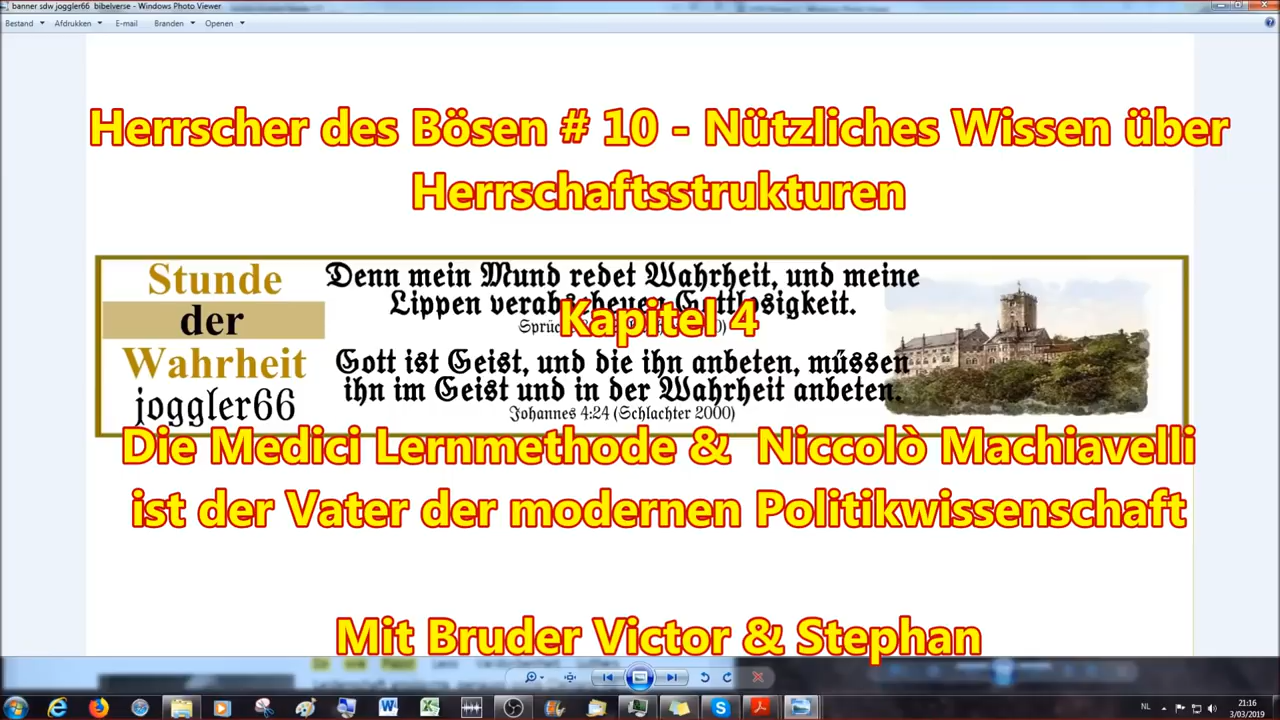 banner sdw joggler66 bibelverse - Windows Photo Viewer
Bestand Afdrukken E-mail Branden Openen
Herrscher des Bösen # 10 - Nützliches Wissen über
Herrschaftsstrukturen
Stunde
der
Wahrheit
joggler66
Denn mein Mund redet Wahrheit, und meine
Lippen verabscheuen Gottlosigkeit.
Kapitel 4
Gott ist Geist, und die ihn anbeten, müssen
ihn im Geist und in der Wahrheit anbeten.
Johannes 4:24 (Schlachter 2000)
Die Medici Lernmethode & Niccolò Machiavelli
ist der Vater der modernen Politikwissenschaft
Mit Bruder Victor & Stephan
NL
21:16
3/03/2019